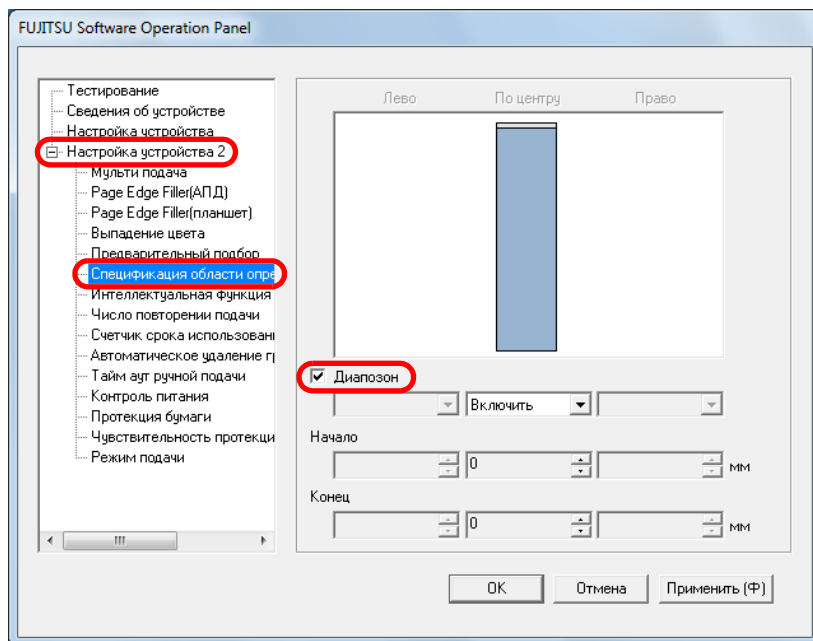 FUJITSU Software Operation Panel
Тестирование
Сведения об устройстве
Настройка устройства
Настройка устройства 2
Мульти подача
Page Edge Filler(АПД)
Page Edge Filler(планшет)
Выпадение цвета
Предварительный подбор
Спецификация области опре
Интеллектуальная функция
Число повторении подачи
Счетчик срока использовани
Автоматическое удаление гр
Тайм аут ручной подачи
Контроль питания
Протекция бумаги
Чувствительность протекци
Режим подачи
Лево По центру Право
Диапозон
Включить
Начало
0 мм
Конец
0 мм
OK Отмена Применить (Ф)